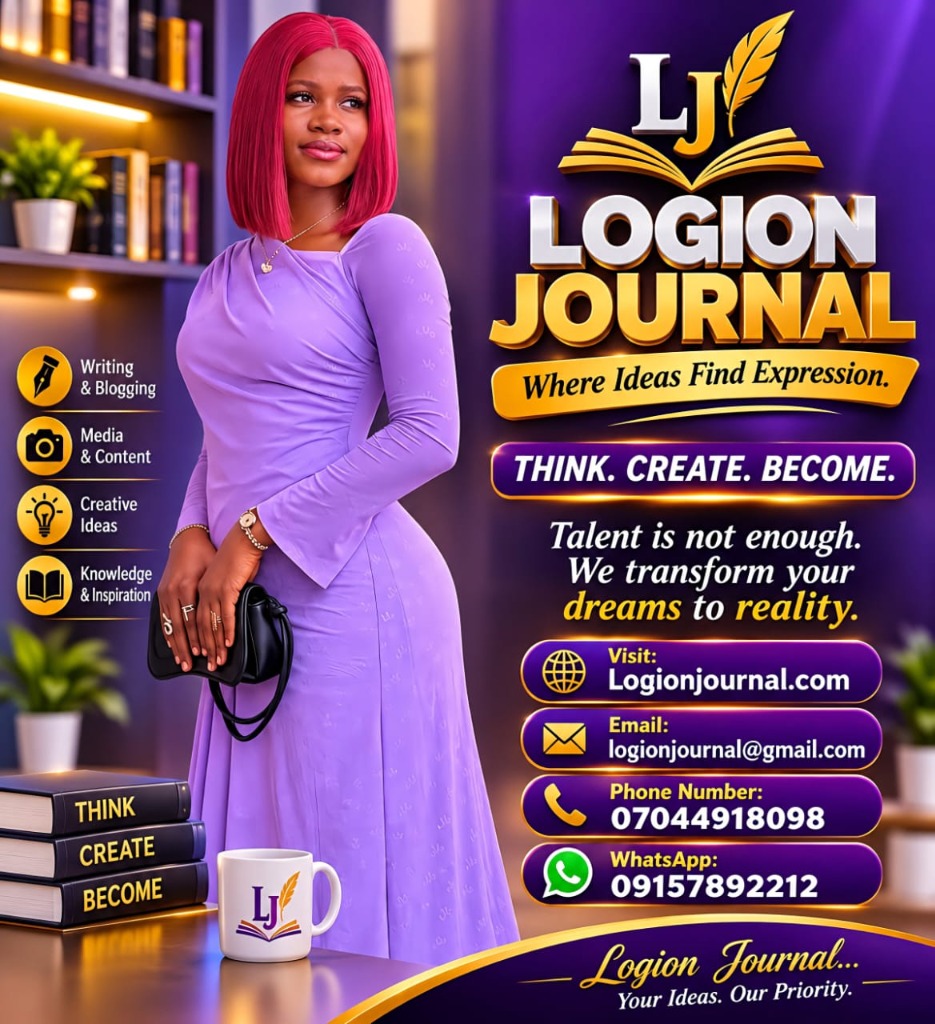 LJ
LOGION
JOURNAL
Where Ideas Find Expression.
THINK. CREATE. BECOME.
Talent is not enough.
We transform your
dreams to reality.
Visit:
Logionjournal.com
Email:
logionjournal@gmail.com
Phone Number:
07044918098
WhatsApp:
09157892212
Logion Journal...
Your Ideas. Our Priority.
Writing
& Blogging
Media
& Content
Creative
Ideas
Knowledge
& Inspiration
THINK
CREATE
BECOME
LJ